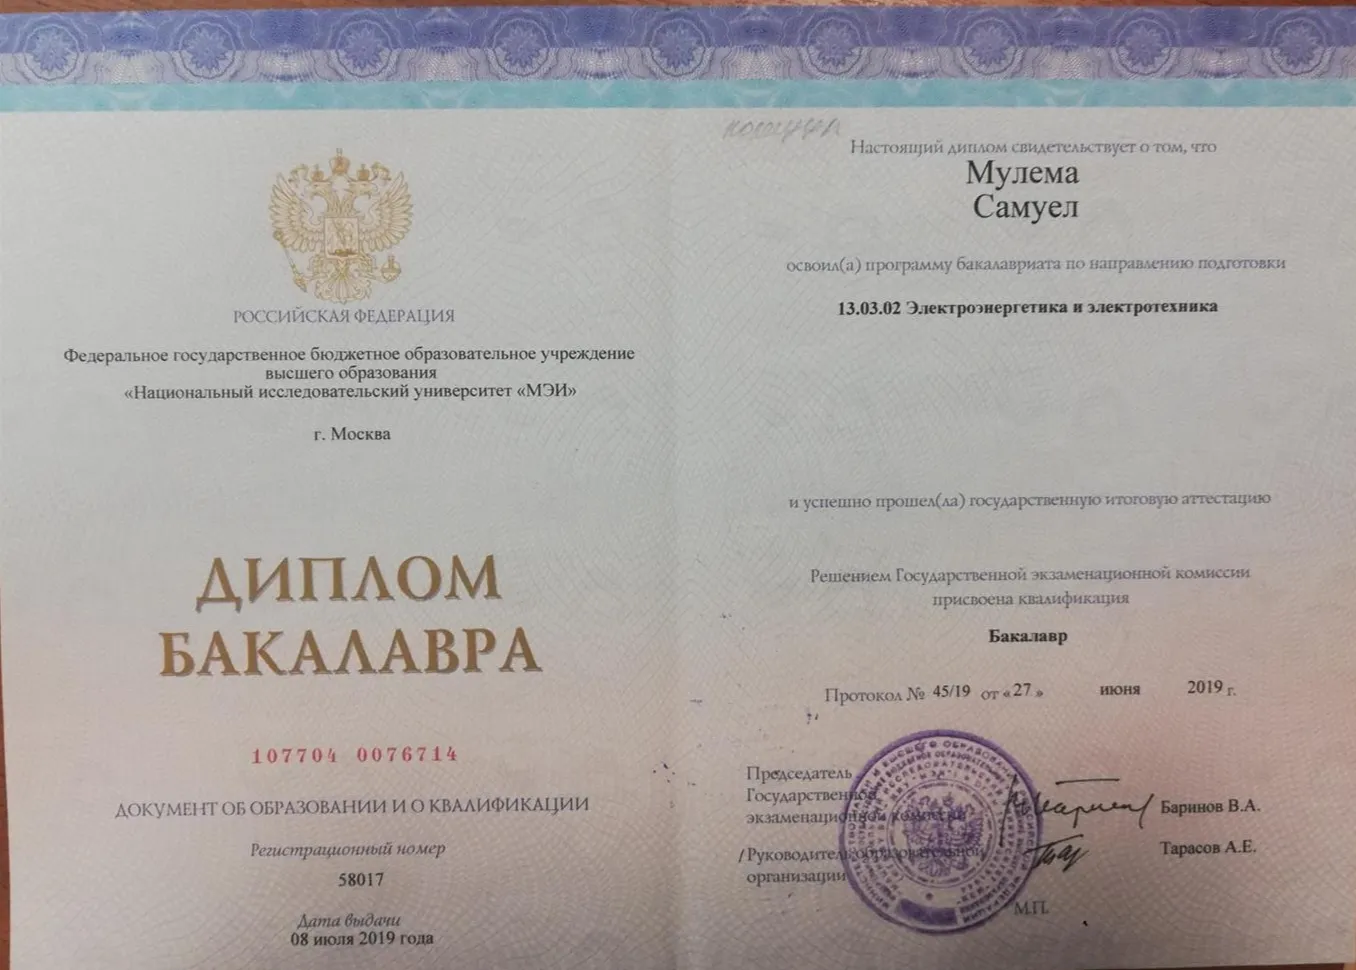 РОССИЙСКАЯ ФЕДЕРАЦИЯ
Федеральное государственное бюджетное образовательное учреждение
высшего образования
«Национальный исследовательский университет «МЭИ»
г. Москва
ДИПЛОМ
БАКАЛАВРА
107704 0076714
ДОКУМЕНТ ОБ ОБРАЗОВАНИИ И О КВАЛИФИКАЦИИ
Регистрационный номер
58017
Дата выдачи
08 июля 2019 года
Настоящий диплом свидетельствует о том, что
Мулема
Самуел
освоил(а) программу бакалавриата по направлению подготовки
13.03.02 Электроэнергетика и электротехника
и успешно прошел(ла) государственную итоговую аттестацию
Решением Государственной экзаменационной комиссии
присвоена квалификация
Бакалавр
Протокол № 45/19 от «27» июня 2019 г.
Председатель
Государственной
экзаменационной комиссии
Баринов В.А.
/Руководитель образовательной
организации
Тарасов А.Е.
М.П.